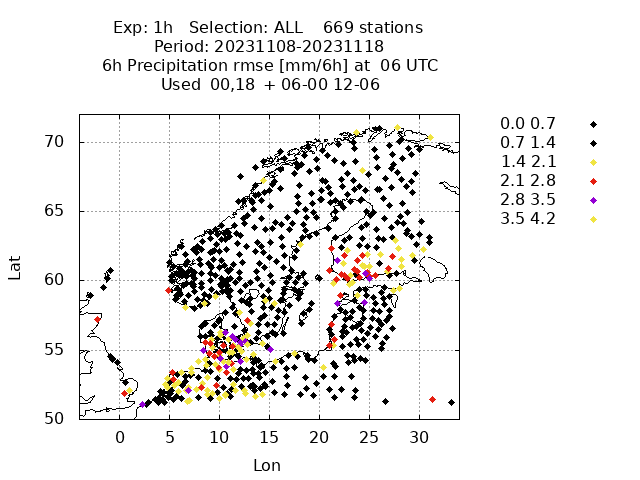 Exp: 1h   Selection: ALL    669 stations
Period: 20231108-20231118
6h Precipitation rmse [mm/6h] at  06 UTC
Used  00,18  + 06-00 12-06
0.0 0.7
0.7 1.4
1.4 2.1
2.1 2.8
2.8 3.5
3.5 4.2
70
65
60
55
50
Lat
0 5 10 15 20 25 30
Lon